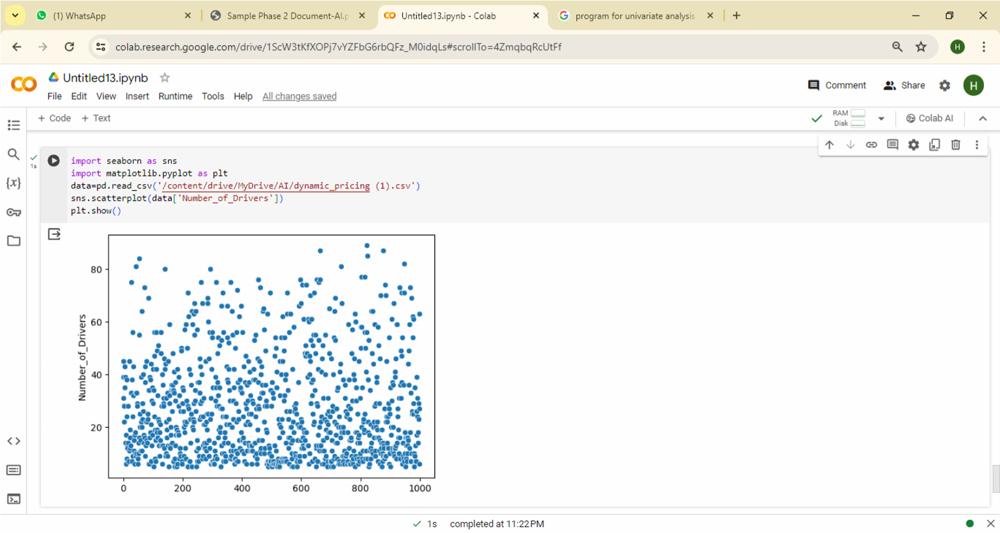 (1) WhatsApp
Sample Phase 2 Document-AI.p
Untitled13.ipynb - Colab
program for univariate analysis
colab.research.google.com/drive/1ScW3tKfXOPj7vYZFbG6rbQFz_M0idqLs#scrollTo=4ZmqbqRcUtFf
H
Untitled13.ipynb
File Edit View Insert Runtime Tools Help All changes saved
Comment Share H
+ Code + Text
RAM
Disk
Colab AI
1s
import seaborn as sns
import matplotlib.pyplot as plt
data=pd.read_csv('/content/drive/MyDrive/AI/dynamic_pricing (1).csv')
sns.scatterplot(data['Number_of_Drivers'])
plt.show()
{x}
Number_of_Drivers
80
60
40
20
0 200 400 600 800 1000
1s completed at 11:22 PM